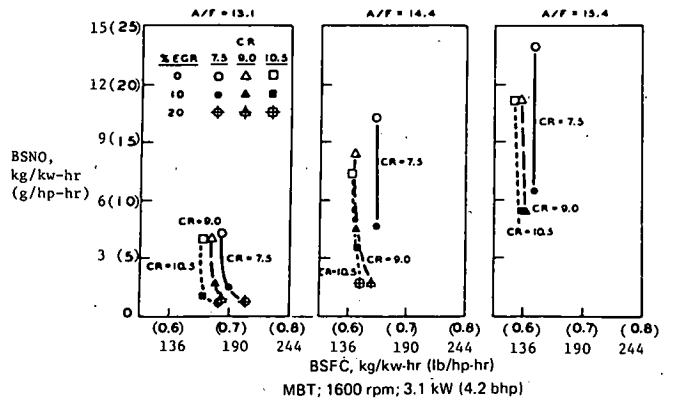 A/F = 13.1
A/F = 14.4
A/F = 15.4
15(25)
12(20)
9(15)
6(10)
3(5)
0
BSNO,
kg/kw-hr
(g/hp-hr)
CR
% EGR 7.5 9.0 10.5
0
10
20
CR=9.0
CR=10.5
CR=7.5
CR=7.5
CR=9.0
CR=10.5
CR=7.5
CR=9.0
CR=10.5
(0.6) (0.7) (0.8) (0.6) (0.7) (0.8) (0.6) (0.7) (0.8)
136 190 244 136 190 244 136 190 244
BSFC, kg/kw-hr (lb/hp-hr)
MBT; 1600 rpm; 3.1 kW (4.2 bhp)